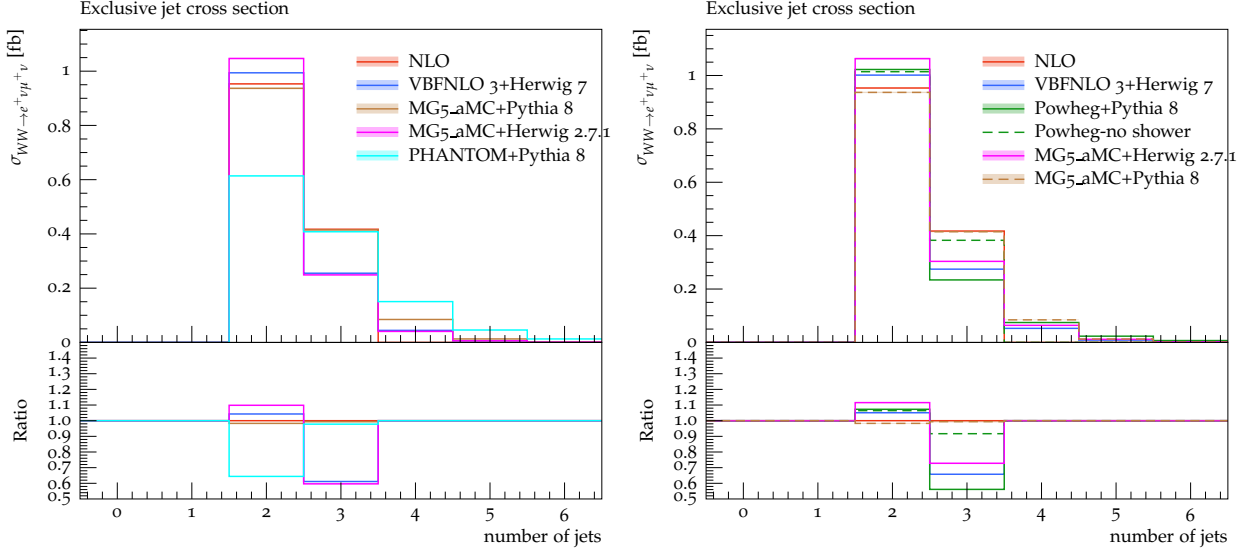 Exclusive jet cross section
σWW→e⁺νμ⁺ν [fb]
NLO
VBFNLO 3+Herwig 7
MG5_aMC+Pythia 8
MG5_aMC+Herwig 2.7.1
PHANTOM+Pythia 8
1
0.8
0.6
0.4
0.2
0
Ratio
1.4
1.3
1.2
1.1
1.0
0.9
0.8
0.7
0.6
0.5
0 1 2 3 4 5 6
number of jets
Exclusive jet cross section
σWW→e⁺νμ⁺ν [fb]
NLO
VBFNLO 3+Herwig 7
Powheg+Pythia 8
Powheg-no shower
MG5_aMC+Herwig 2.7.1
MG5_aMC+Pythia 8
1
0.8
0.6
0.4
0.2
0
Ratio
1.4
1.3
1.2
1.1
1.0
0.9
0.8
0.7
0.6
0.5
0 1 2 3 4 5 6
number of jets